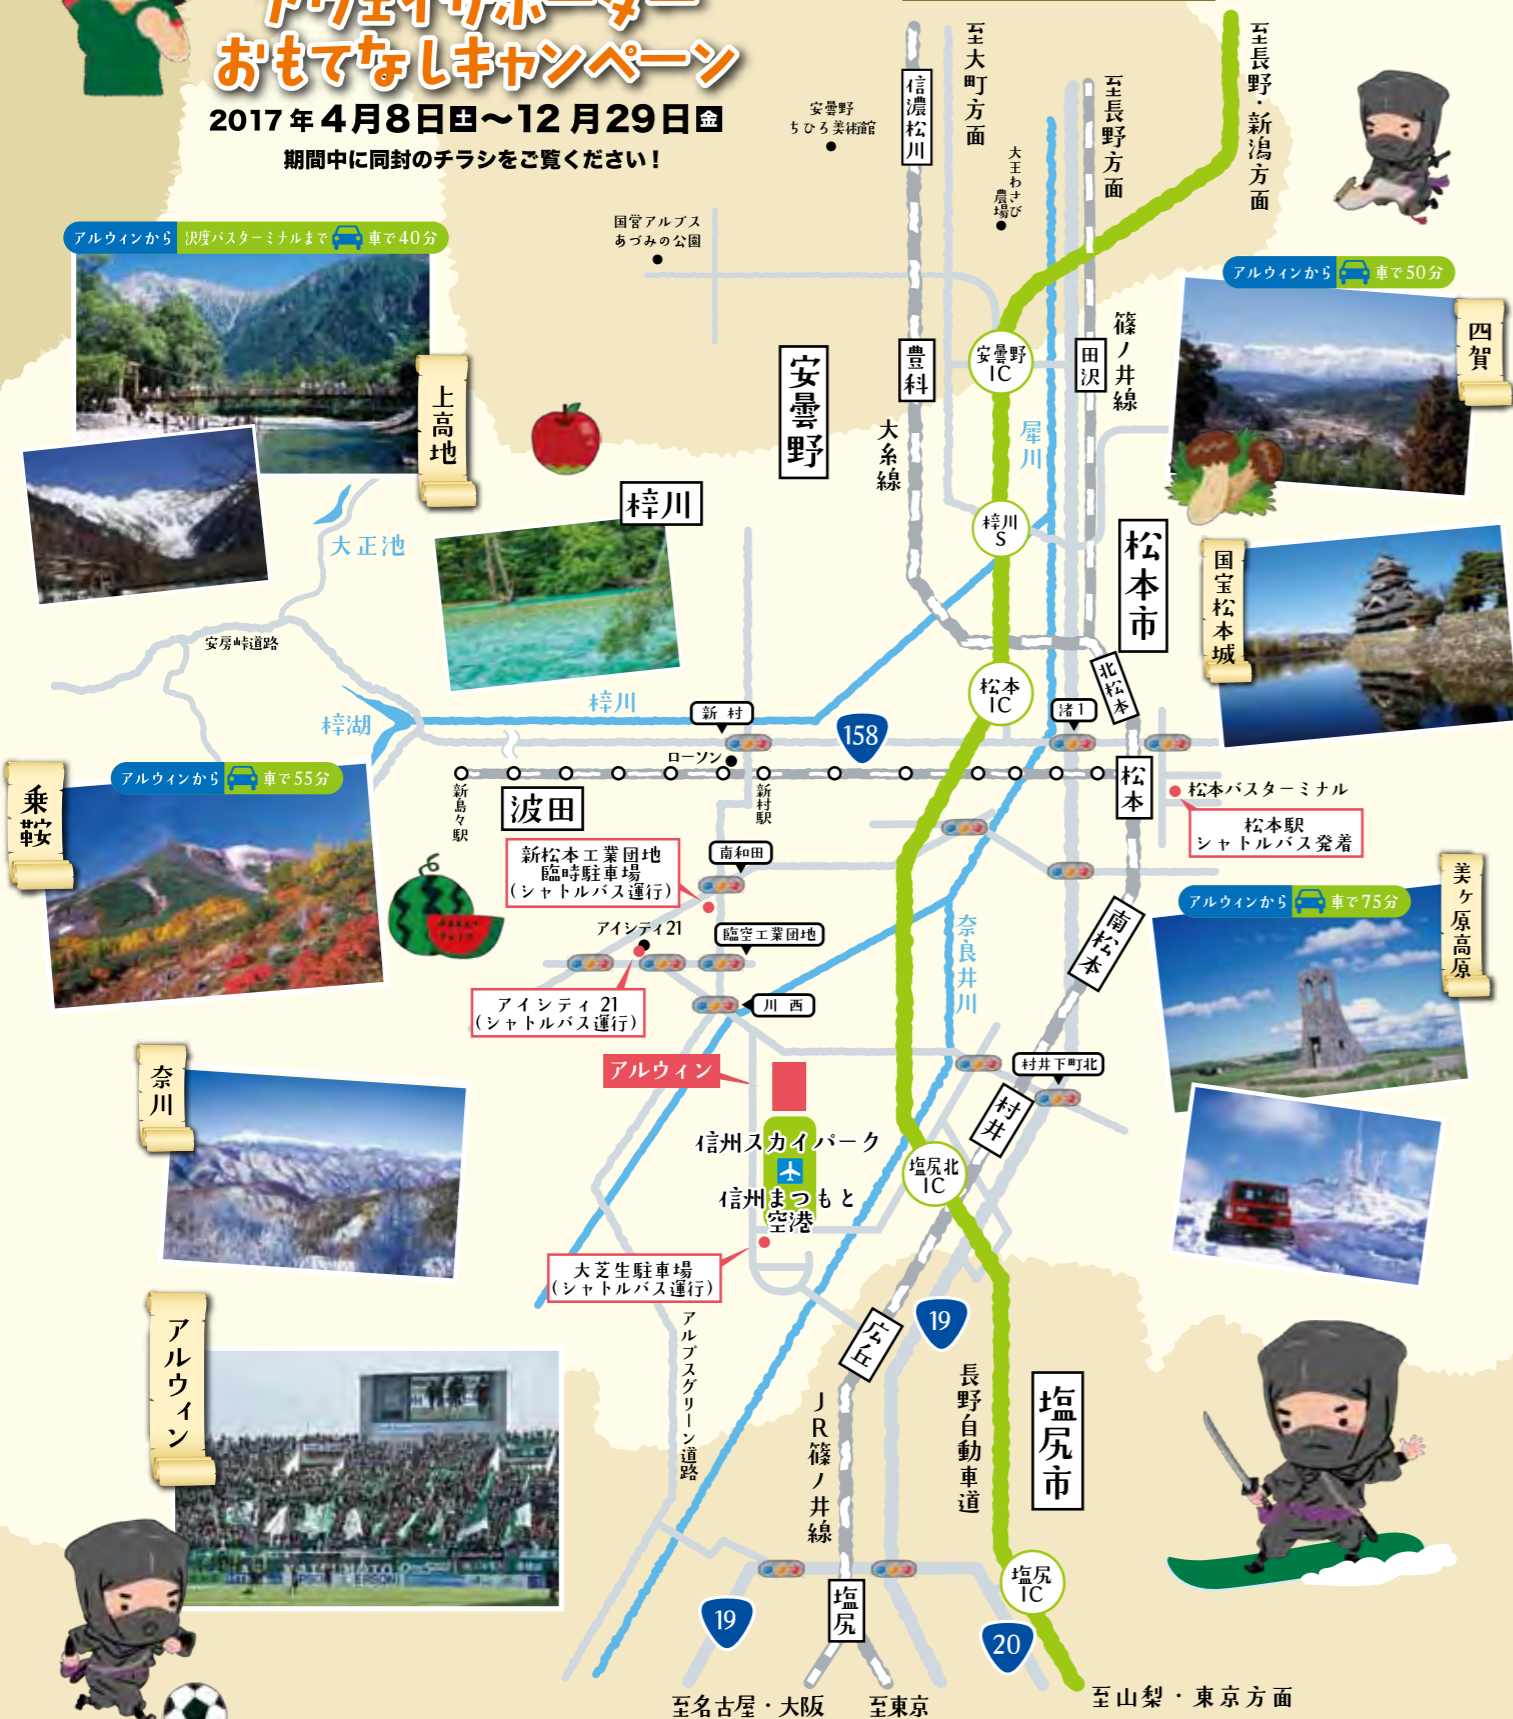 アウェイサポーター
おもてなしキャンペーン
2017年4月8日土～12月29日金
期間中に同封のチラシをご覧ください！
至大町方面
至長野方面
至長野・新潟方面
信濃松川
安曇野
ちひろ美術館
大王わさび
農場
国営アルプス
あづみの公園
アルウィンから 沢度バスターミナルまで 車で40分
上高地
アルウィンから 車で50分
四賀
安曇野
豊科
安曇野
IC
田沢
篠ノ井線
大糸線
犀川
梓川
梓川
S
松本市
国宝松本城
大正池
安房峠道路
梓湖
梓川
新村
松本
IC
渚1
北松本
158
ローソン
新島々駅
波田
新村駅
松本
松本バスターミナル
松本駅
シャトルバス発着
アルウィンから 車で55分
乗鞍
新松本工業団地
臨時駐車場
(シャトルバス運行)
南和田
アイシティ21
臨空工業団地
アイシティ21
(シャトルバス運行)
川西
奈良井川
南松本
アルウィンから 車で75分
美ヶ原高原
アルウィン
村井下町北
村井
奈川
信州スカイパーク
信州まつもと
空港
塩尻北
IC
大芝生駐車場
(シャトルバス運行)
アルプスグリーン道路
広丘
19
アルウィン
JR篠ノ井線
長野自動車道
塩尻市
塩尻
IC
19
塩尻
20
至名古屋・大阪
至東京
至山梨・東京方面